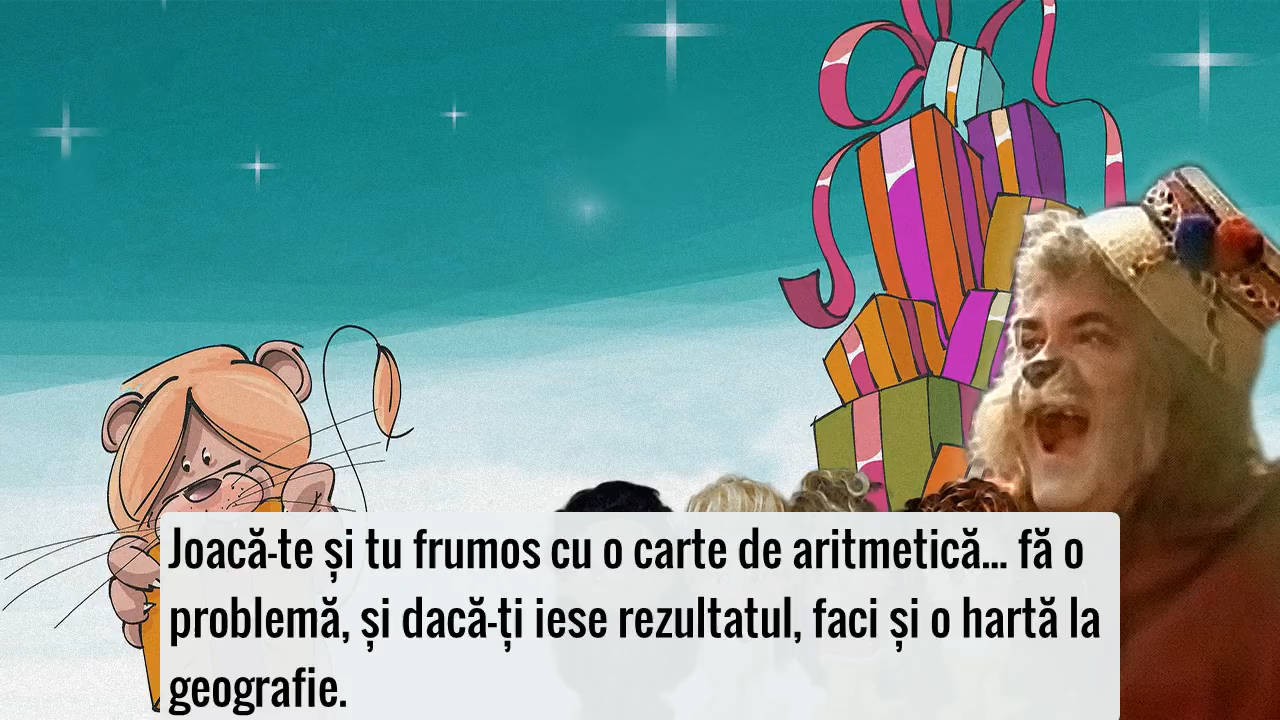 Joacă-te și tu frumos cu o carte de aritmetică... fă o
problemă, și dacă-ți iese rezultatul, faci și o hartă la
geografie.